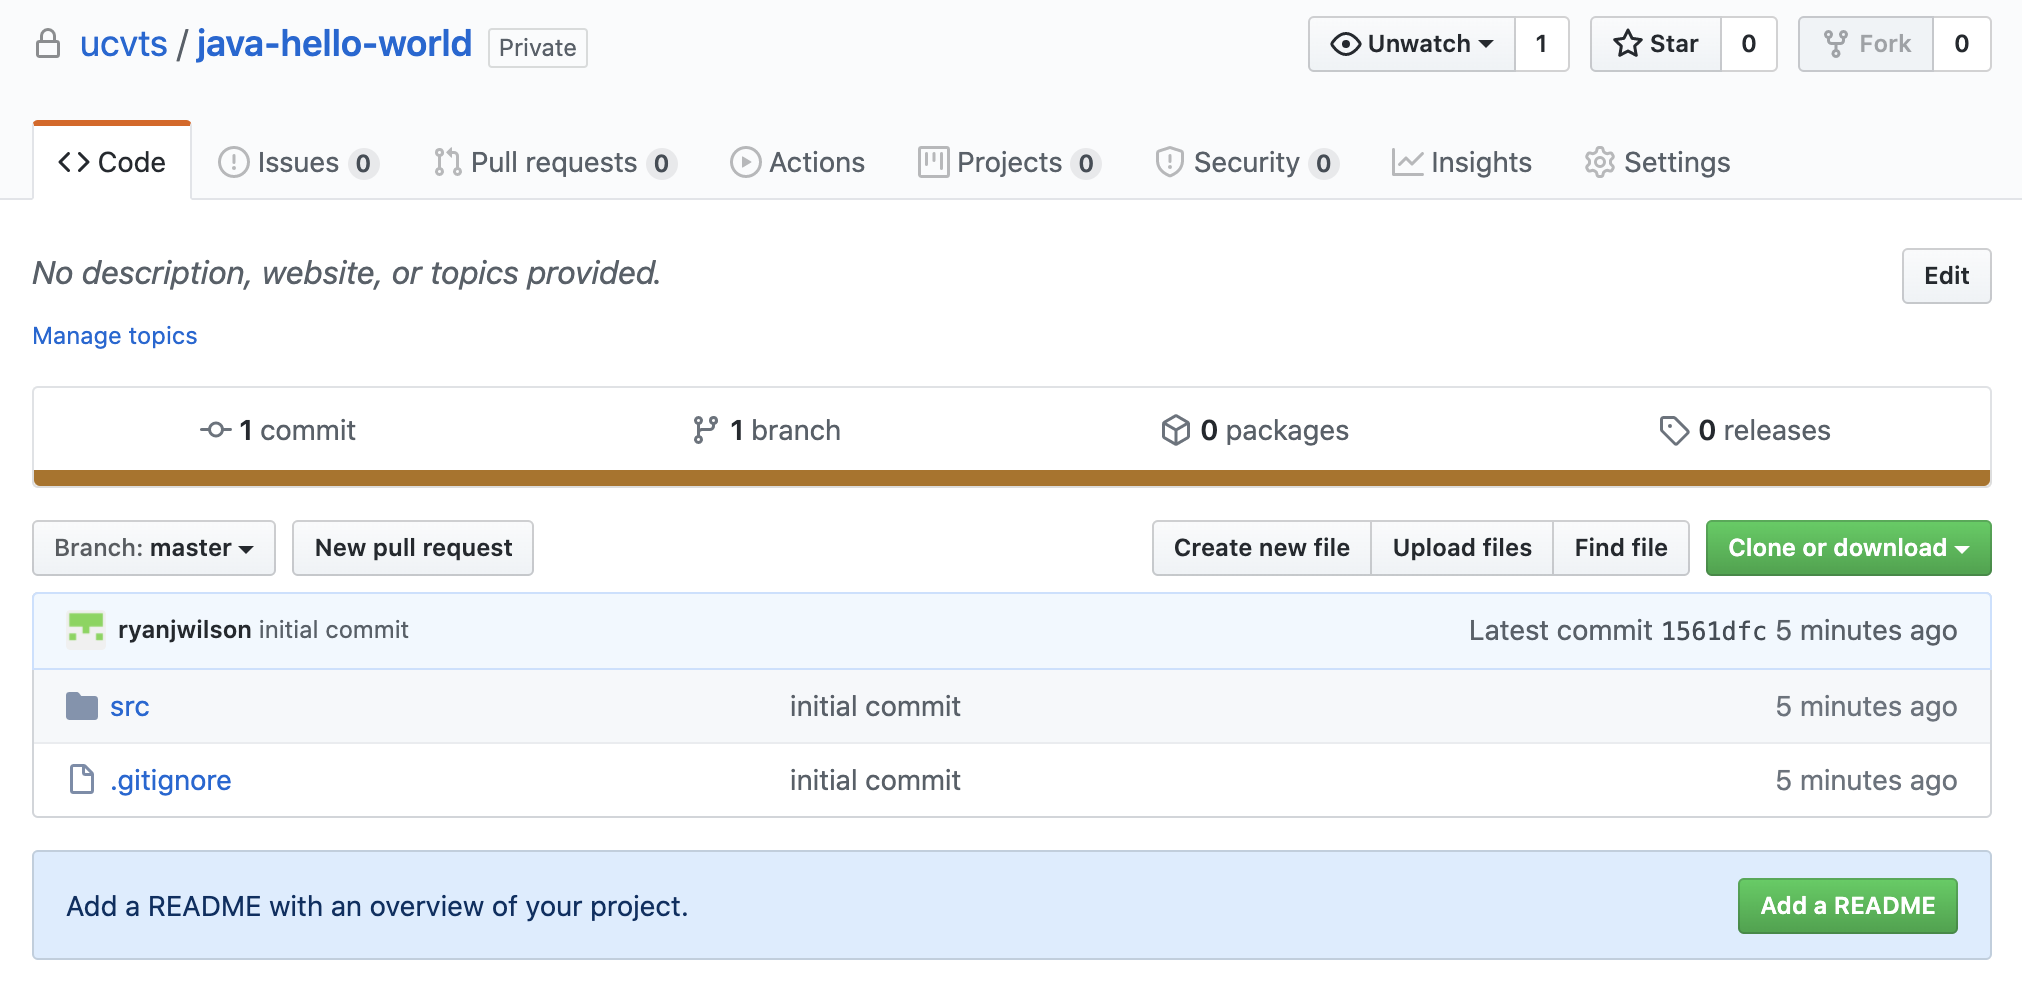 ucvts / java-hello-world Private Unwatch 1 Star 0 Fork 0
Code Issues 0 Pull requests 0 Actions Projects 0 Security 0 Insights Settings
No description, website, or topics provided. Edit
Manage topics
1 commit 1 branch 0 packages 0 releases
Branch: master New pull request Create new file Upload files Find file Clone or download
ryanjwilson initial commit Latest commit 1561dfc 5 minutes ago
src initial commit 5 minutes ago
.gitignore initial commit 5 minutes ago
Add a README with an overview of your project. Add a README